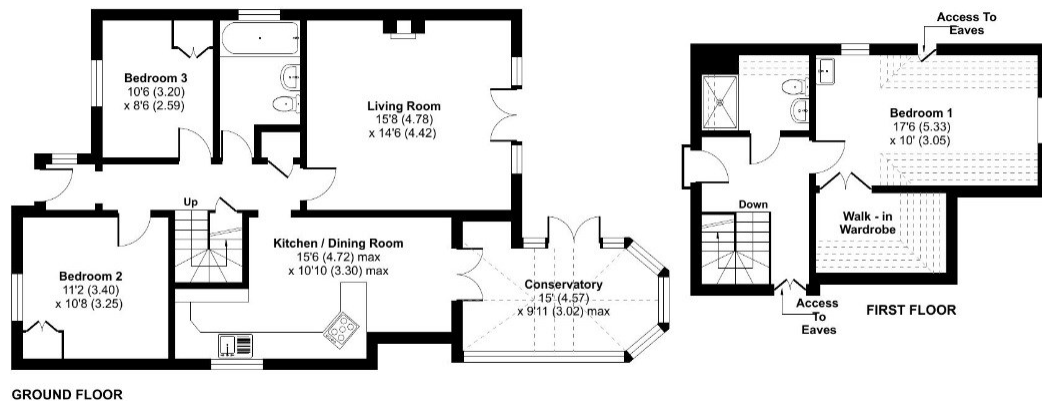 Bedroom 3
10'6 (3.20)
x 8'6 (2.59)
Living Room
15'8 (4.78)
x 14'6 (4.42)
Up
Kitchen / Dining Room
15'6 (4.72) max
x 10'10 (3.30) max
Bedroom 2
11'2 (3.40)
x 10'8 (3.25)
Conservatory
15' (4.57)
x 9'11 (3.02) max
GROUND FLOOR
Access To
Eaves
Bedroom 1
17'6 (5.33)
x 10' (3.05)
Down
Walk - in
Wardrobe
Access
To
Eaves
FIRST FLOOR